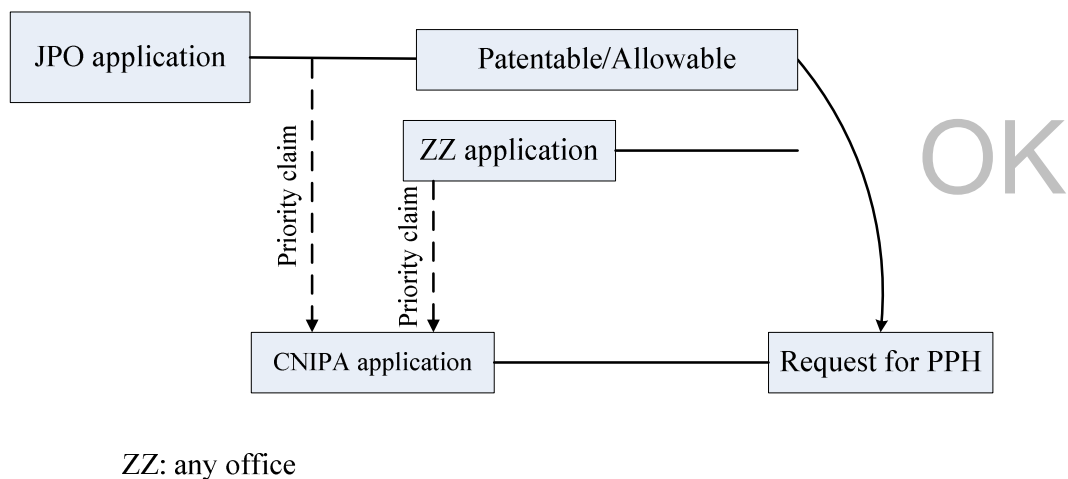 JPO application
Patentable/Allowable
OK
ZZ application
Priority claim
Priority claim
CNIPA application
Request for PPH
ZZ: any office